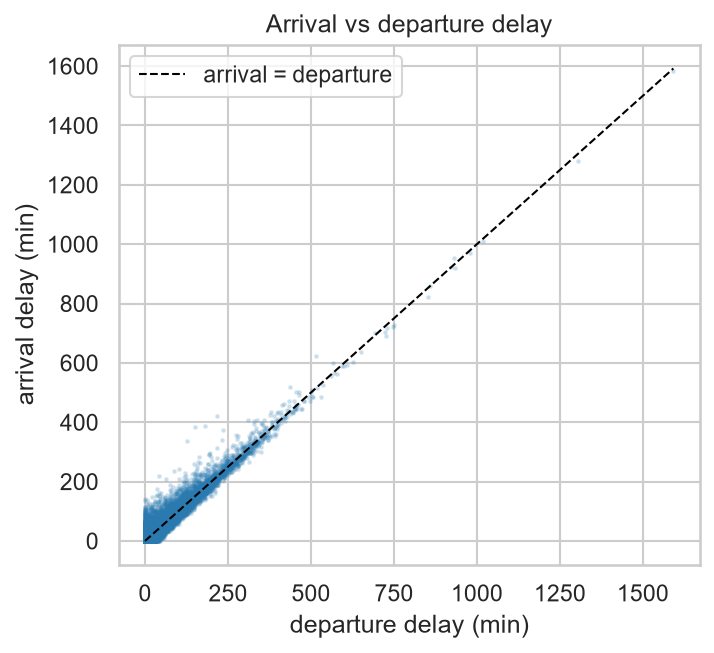 Arrival vs departure delay
arrival = departure
1600
1400
1200
1000
800
600
400
200
0
arrival delay (min)
0 250 500 750 1000 1250 1500
departure delay (min)